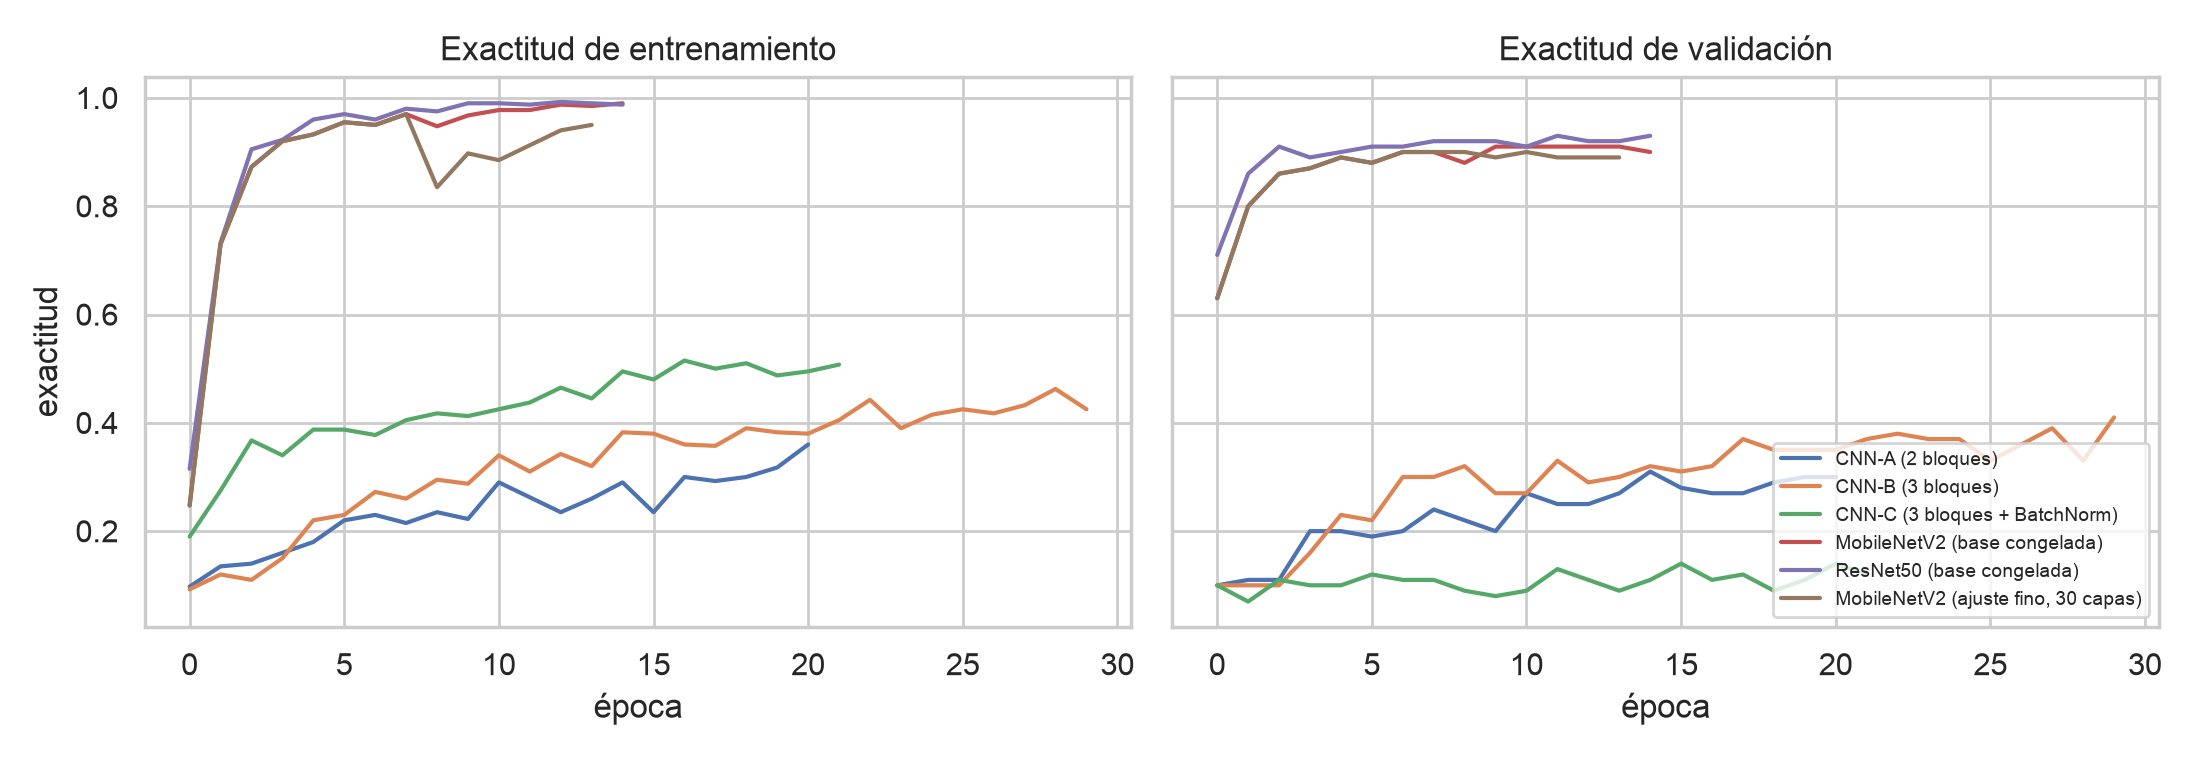 Exactitud de entrenamiento
Exactitud de validación
exactitud
1.0
0.8
0.6
0.4
0.2
0 5 10 15 20 25 30
época
0 5 10 15 20 25 30
época
CNN-A (2 bloques)
CNN-B (3 bloques)
CNN-C (3 bloques + BatchNorm)
MobileNetV2 (base congelada)
ResNet50 (base congelada)
MobileNetV2 (ajuste fino, 30 capas)